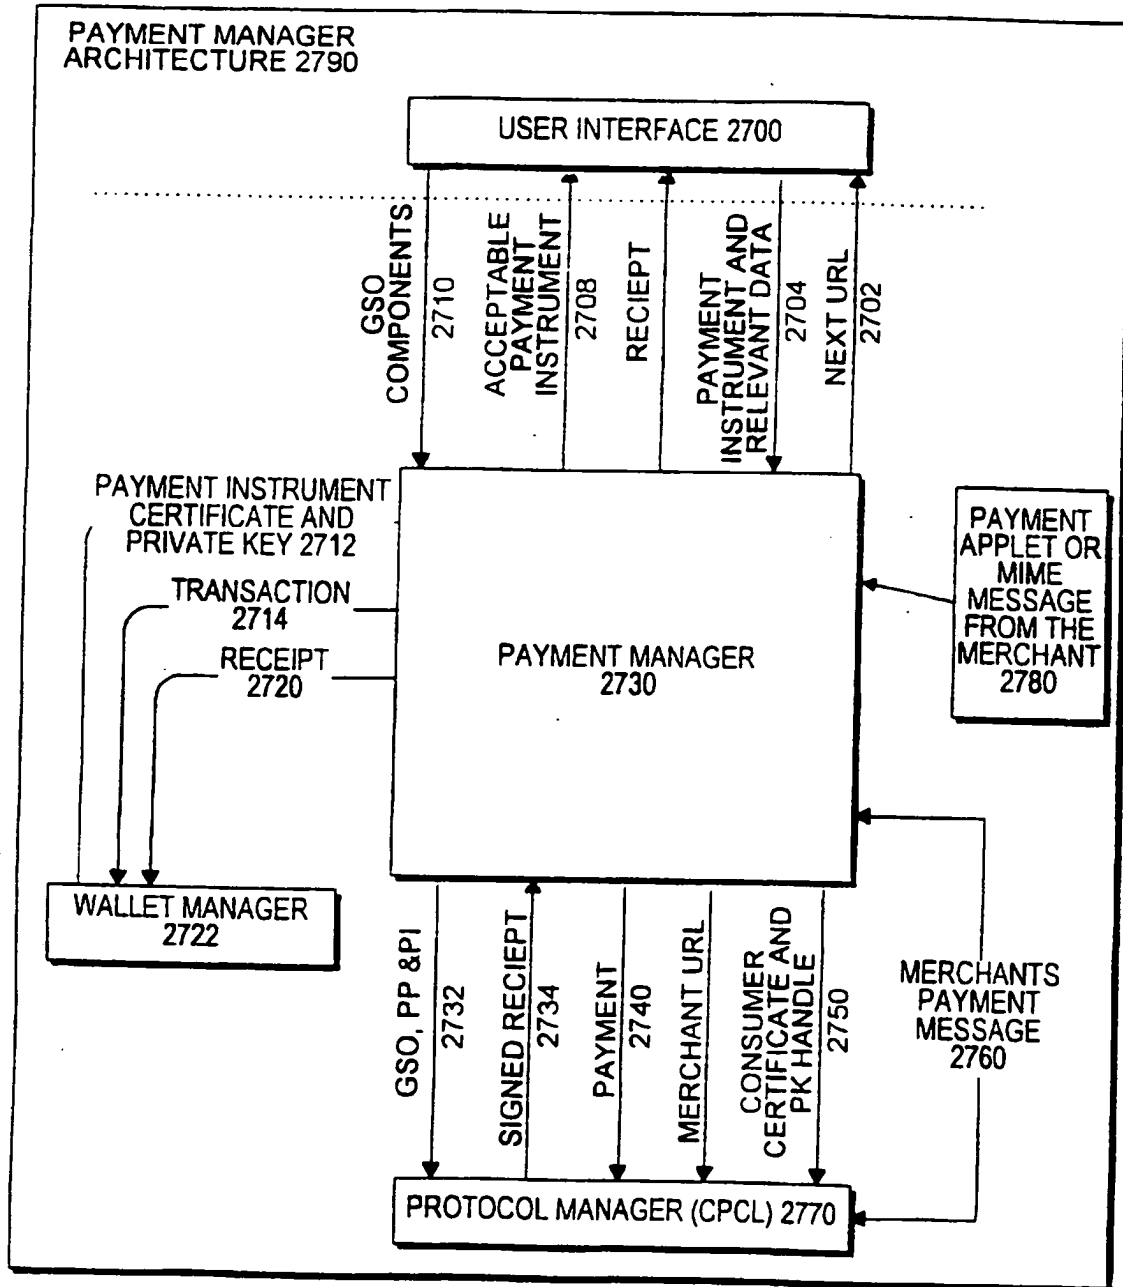 PAYMENT MANAGER
ARCHITECTURE 2790
USER INTERFACE 2700
GSO
COMPONENTS
2710
ACCEPTABLE
PAYMENT
INSTRUMENT
2708
RECIEPT
PAYMENT
INSTRUMENT AND
RELEVANT DATA
2704
NEXT URL
2702
PAYMENT INSTRUMENT
CERTIFICATE AND
PRIVATE KEY 2712
TRANSACTION
2714
RECEIPT
2720
PAYMENT MANAGER
2730
PAYMENT
APPLET OR
MIME
MESSAGE
FROM THE
MERCHANT
2780
WALLET MANAGER
2722
GSO, PP &PI
2732
SIGNED RECIEPT
2734
PAYMENT
2740
MERCHANT URL
CONSUMER
CERTIFICATE AND
PK HANDLE
2750
MERCHANTS
PAYMENT
MESSAGE
2760
PROTOCOL MANAGER (CPCL) 2770